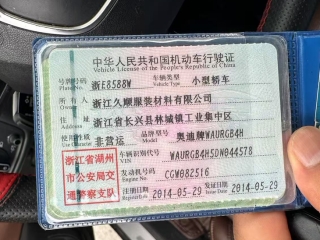 中华人民共和国机动车行驶证
Vehicle License of the People's Republic of China
号牌号码 浙E85B8W 车辆类型 小型轿车
Plate No. Vehicle Type
所有人 浙江久顺服装材料有限公司
Owner
住址 浙江省长兴县林城镇工业集中区
Address
使用性质 非营运 品牌型号 奥迪牌WAURGB4H
Use Character Model
浙江省湖州 车辆识别代号 WAURGB4H5DN044578
VIN
市公安局交 发动机号码 CGW082516
Engine No.
通警察支队 注册日期 2014-05-29 发证日期 2014-05-29
Register Date Issue Date